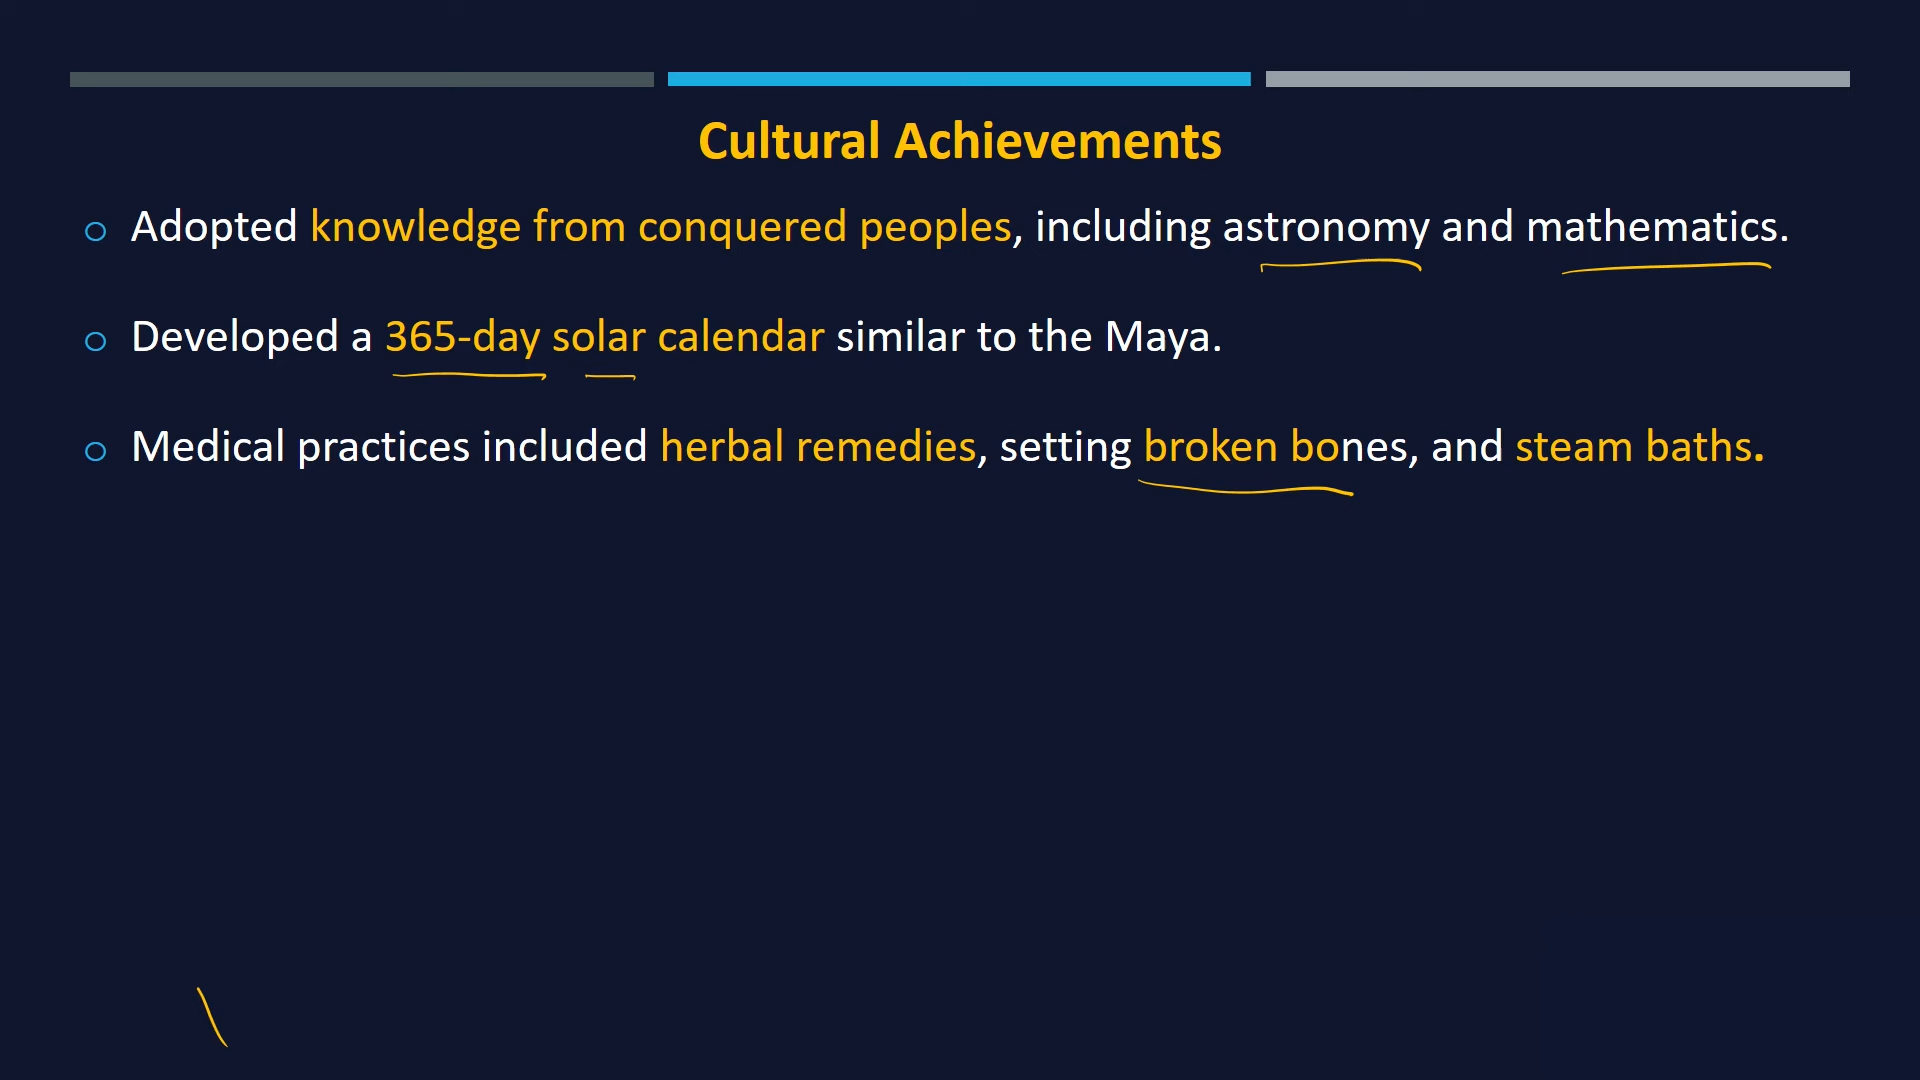 Cultural Achievements
Adopted knowledge from conquered peoples, including astronomy and mathematics.
Developed a 365-day solar calendar similar to the Maya.
Medical practices included herbal remedies, setting broken bones, and steam baths.